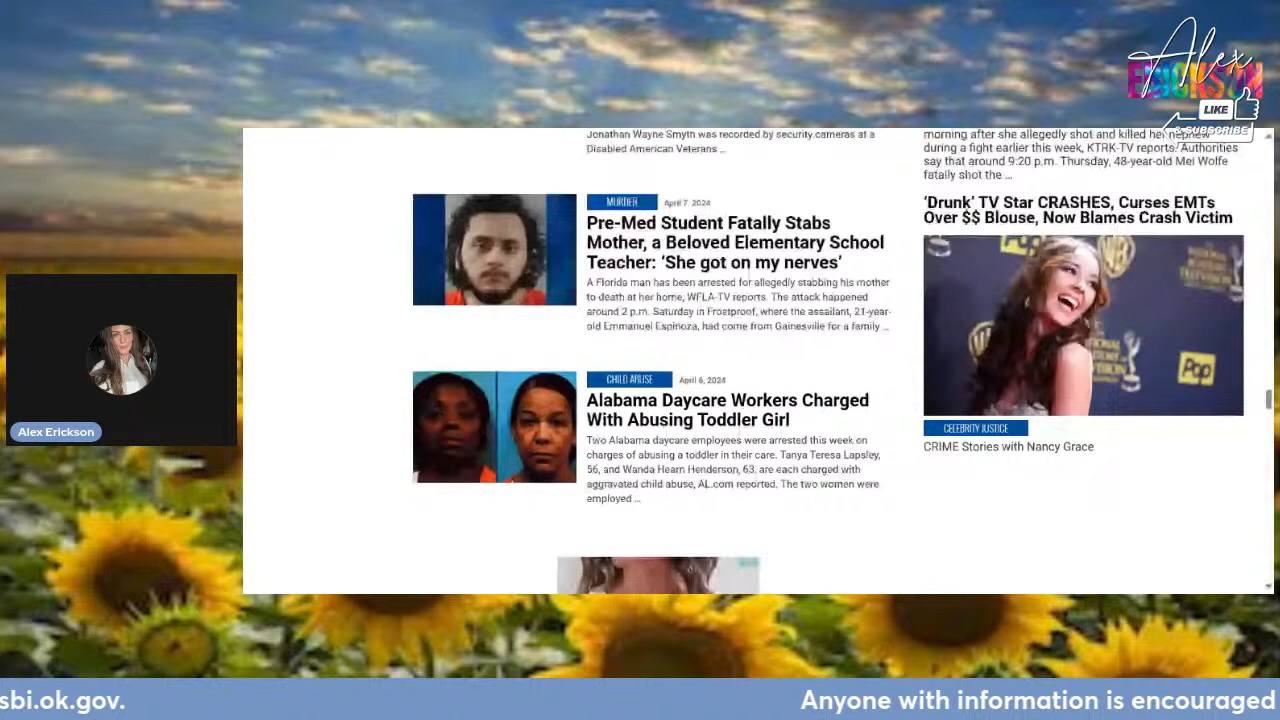 Alex
ERICKSON
LIKE
& SUBSCRIBE
Jonathan Wayne Smyth was recorded by security cameras at a
Disabled American Veterans ...
MURDER April 7, 2024
Pre-Med Student Fatally Stabs
Mother, a Beloved Elementary School
Teacher: ‘She got on my nerves’
A Florida man has been arrested for allegedly stabbing his mother
to death at her home, WFLA-TV reports. The attack happened
around 2 p.m. Saturday in Frostproof, where the assailant, 21-year-
old Emmanuel Espinoza, had come from Gainesville for a family ...
CHILD ABUSE April 6, 2024
Alabama Daycare Workers Charged
With Abusing Toddler Girl
Two Alabama daycare employees were arrested this week on
charges of abusing a toddler in their care. Tanya Teresa Lapsley,
56, and Wanda Hearn Henderson, 63, are each charged with
aggravated child abuse, AL.com reported. The two women were
employed ...
morning after she allegedly shot and killed her nephew
during a fight earlier this week, KTRK-TV reports. Authorities
say that around 9:20 p.m. Thursday, 48-year-old Mei Wolfe
fatally shot the ...
‘Drunk’ TV Star CRASHES, Curses EMTs
Over $$ Blouse, Now Blames Crash Victim
Pop
Pop
CELEBRITY JUSTICE
CRIME Stories with Nancy Grace
Alex Erickson
sbi.ok.gov. Anyone with information is encouraged